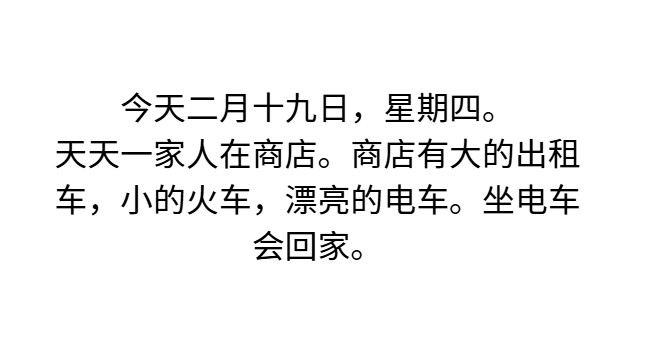 今天二月十九日，星期四。
天天一家人在商店。商店有大的出租
车，小的火车，漂亮的电车。坐电车
会回家。